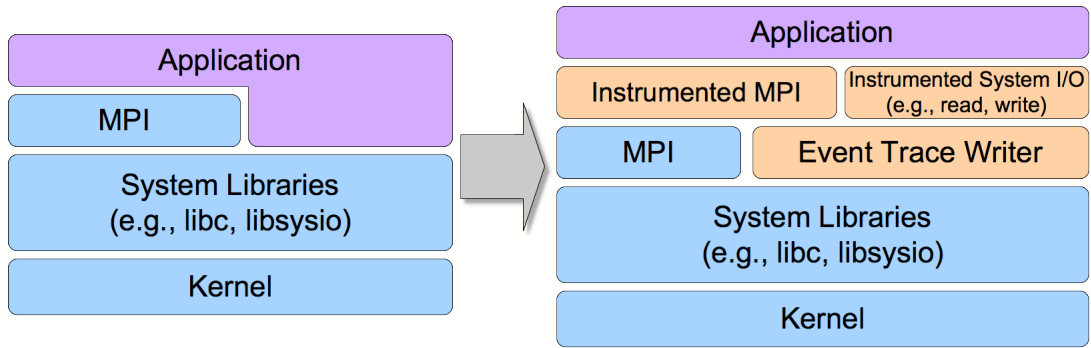 Application
MPI
System Libraries
(e.g., libc, libsysio)
Kernel
Application
Instrumented MPI
Instrumented System I/O
(e.g., read, write)
MPI
Event Trace Writer
System Libraries
(e.g., libc, libsysio)
Kernel